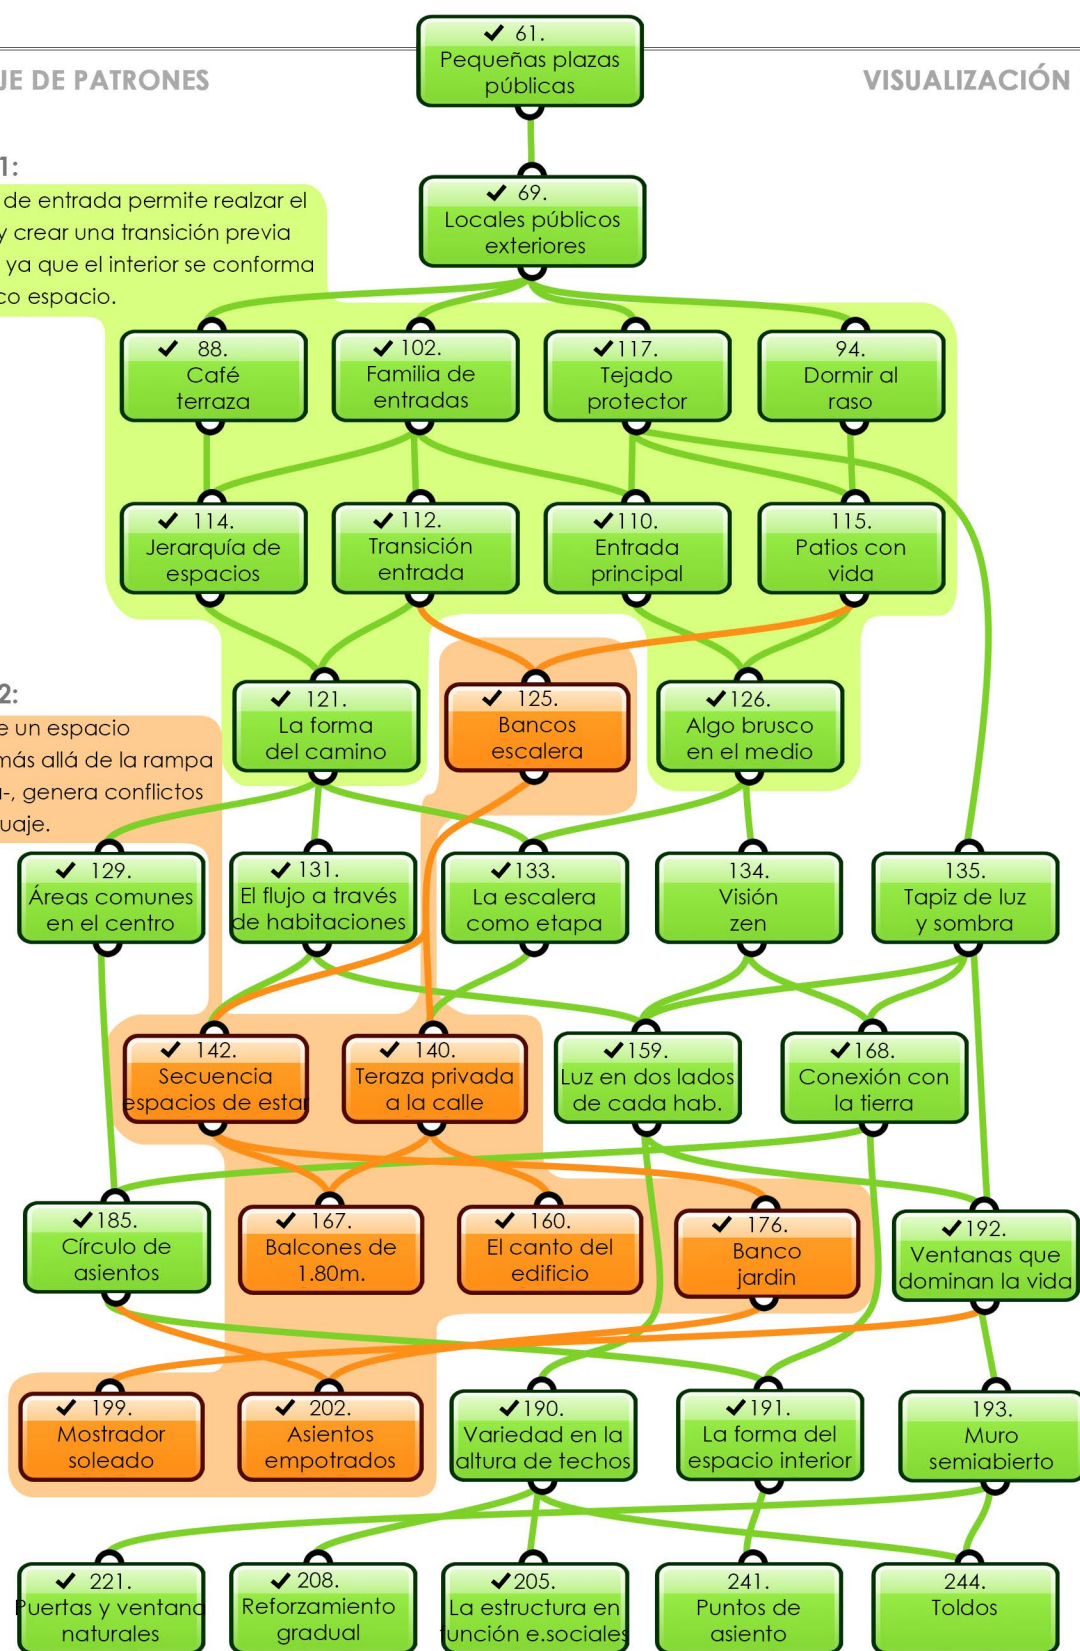 ✔ 61.
Pequeñas plazas
públicas
JE DE PATRONES
VISUALIZACIÓN
1:
de entrada permite realzar el
y crear una transición previa
ya que el interior se conforma
co espacio.
✔ 69.
Locales públicos
exteriores
✔ 88.
Café
terraza
✔ 102.
Familia de
entradas
✔ 117.
Tejado
protector
94.
Dormir al
raso
✔ 114.
Jerarquía de
espacios
✔ 112.
Transición
entrada
✔ 110.
Entrada
principal
115.
Patios con
vida
2:
e un espacio
más allá de la rampa
a-, genera conflictos
uaje.
✔ 121.
La forma
del camino
✔ 125.
Bancos
escalera
✔ 126.
Algo brusco
en el medio
✔ 129.
Áreas comunes
en el centro
✔ 131.
El flujo a través
de habitaciones
✔ 133.
La escalera
como etapa
134.
Visión
zen
135.
Tapiz de luz
y sombra
✔ 142.
Secuencia
espacios de estar
✔ 140.
Teraza privada
a la calle
✔ 159.
Luz en dos lados
de cada hab.
✔ 168.
Conexión con
la tierra
✔ 185.
Círculo de
asientos
✔ 167.
Balcones de
1.80m.
✔ 160.
El canto del
edificio
✔ 176.
Banco
jardin
✔ 192.
Ventanas que
dominan la vida
✔ 199.
Mostrador
soleado
✔ 202.
Asientos
empotrados
✔ 190.
Variedad en la
altura de techos
✔ 191.
La forma del
espacio interior
193.
Muro
semiabierto
✔ 221.
Puertas y ventana
naturales
✔ 208.
Reforzamiento
gradual
✔ 205.
La estructura en
función e.sociales
241.
Puntos de
asiento
244.
Toldos